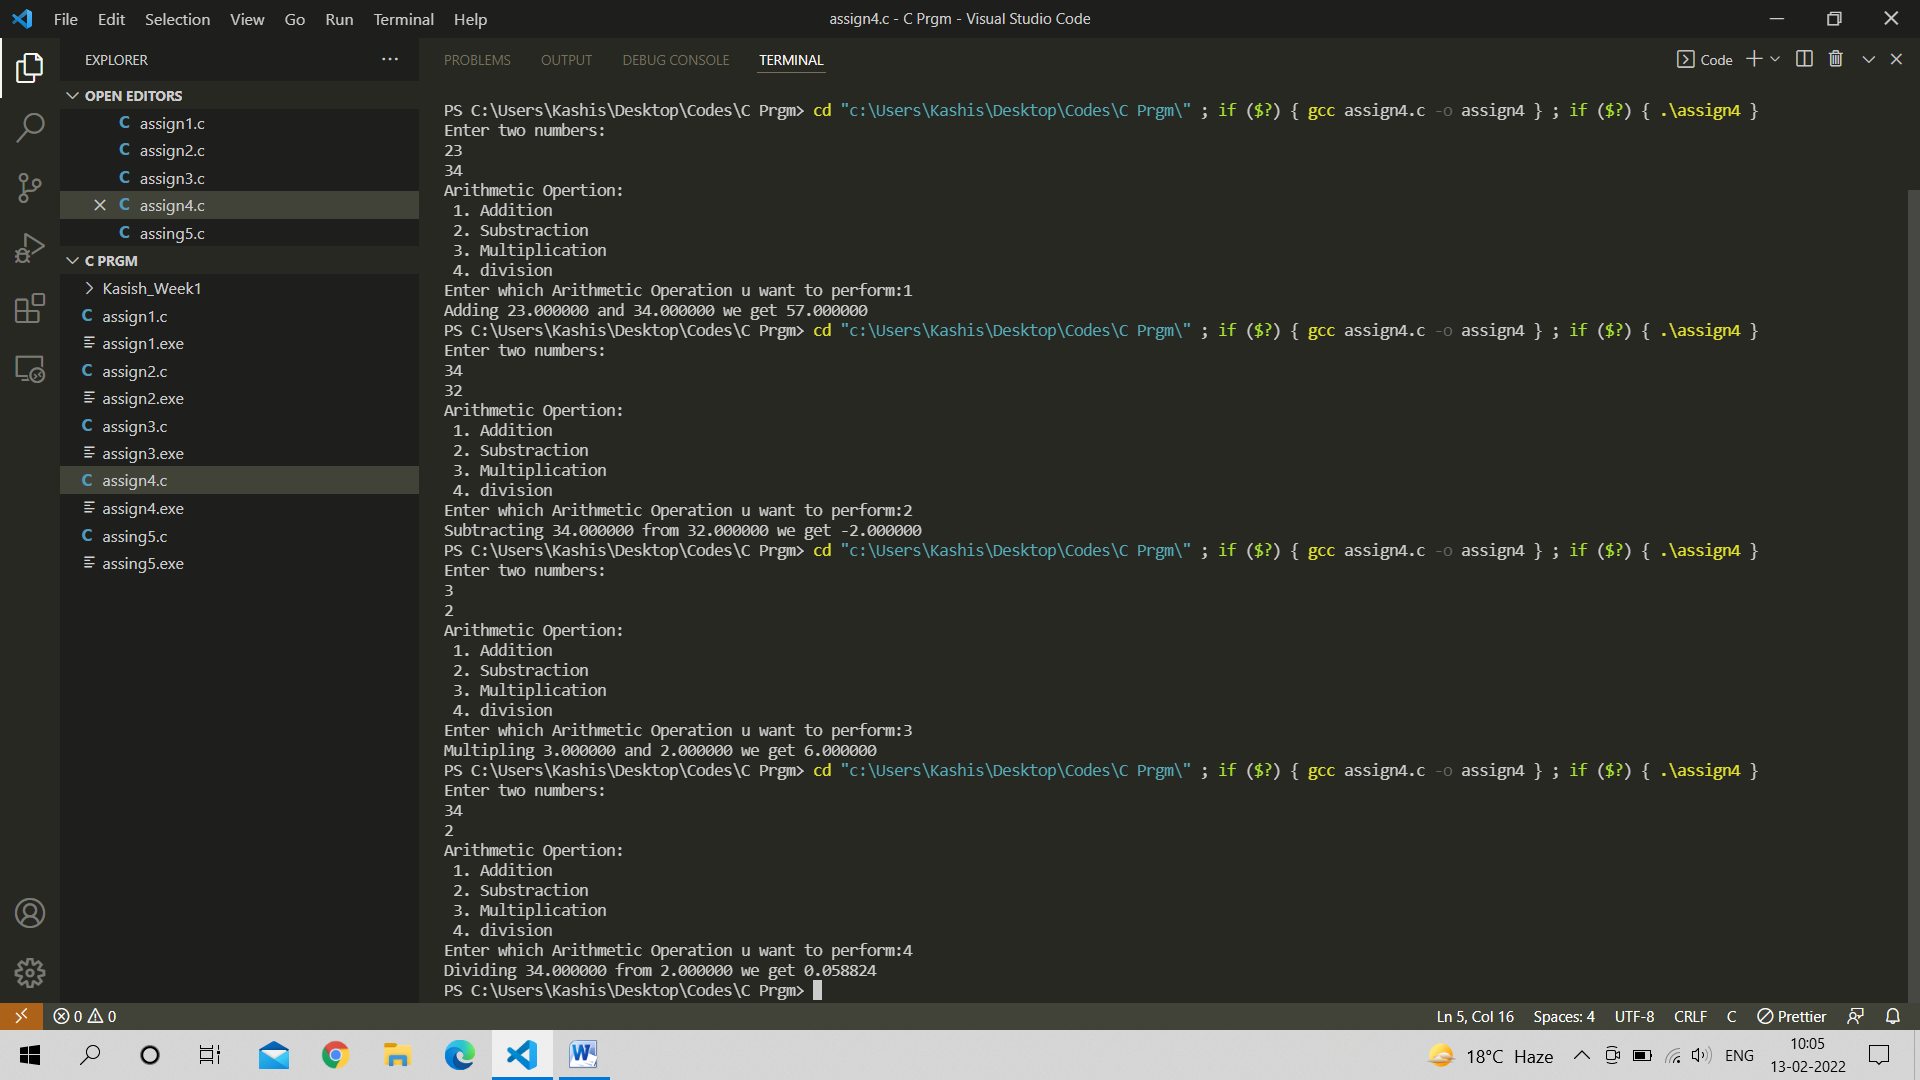 File Edit Selection View Go Run Terminal Help
assign4.c - C Prgm - Visual Studio Code
EXPLORER
OPEN EDITORS
C assign1.c
C assign2.c
C assign3.c
C assign4.c
C assing5.c
C PRGM
Kasish_Week1
C assign1.c
assign1.exe
C assign2.c
assign2.exe
C assign3.c
assign3.exe
C assign4.c
assign4.exe
C assing5.c
assing5.exe
PROBLEMS OUTPUT DEBUG CONSOLE TERMINAL
Code
PS C:\Users\Kashis\Desktop\Codes\C Prgm> cd "c:\Users\Kashis\Desktop\Codes\C Prgm\" ; if ($?) { gcc assign4.c -o assign4 } ; if ($?) { .\assign4 }
Enter two numbers:
23
34
Arithmetic Opertion:
1. Addition
2. Substraction
3. Multiplication
4. division
Enter which Arithmetic Operation u want to perform:1
Adding 23.000000 and 34.000000 we get 57.000000
PS C:\Users\Kashis\Desktop\Codes\C Prgm> cd "c:\Users\Kashis\Desktop\Codes\C Prgm\" ; if ($?) { gcc assign4.c -o assign4 } ; if ($?) { .\assign4 }
Enter two numbers:
34
32
Arithmetic Opertion:
1. Addition
2. Substraction
3. Multiplication
4. division
Enter which Arithmetic Operation u want to perform:2
Subtracting 34.000000 from 32.000000 we get -2.000000
PS C:\Users\Kashis\Desktop\Codes\C Prgm> cd "c:\Users\Kashis\Desktop\Codes\C Prgm\" ; if ($?) { gcc assign4.c -o assign4 } ; if ($?) { .\assign4 }
Enter two numbers:
3
2
Arithmetic Opertion:
1. Addition
2. Substraction
3. Multiplication
4. division
Enter which Arithmetic Operation u want to perform:3
Multipling 3.000000 and 2.000000 we get 6.000000
PS C:\Users\Kashis\Desktop\Codes\C Prgm> cd "c:\Users\Kashis\Desktop\Codes\C Prgm\" ; if ($?) { gcc assign4.c -o assign4 } ; if ($?) { .\assign4 }
Enter two numbers:
34
2
Arithmetic Opertion:
1. Addition
2. Substraction
3. Multiplication
4. division
Enter which Arithmetic Operation u want to perform:4
Dividing 34.000000 from 2.000000 we get 0.058824
PS C:\Users\Kashis\Desktop\Codes\C Prgm>
0 0
Ln 5, Col 16 Spaces: 4 UTF-8 CRLF C Prettier
18°C Haze
ENG
10:05
13-02-2022